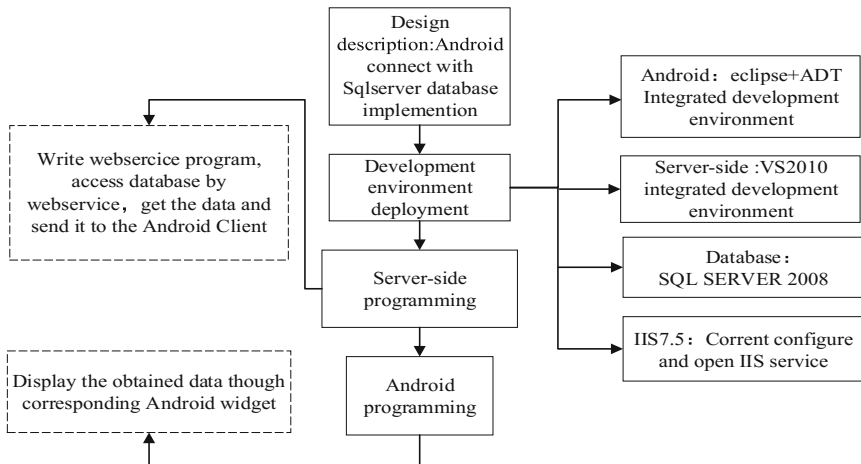 Design
description:Android
connect with
Sqlserver database
implemention
Write websercice program,
access database by
webservice，get the data and
send it to the Android Client
Development
environment
deployment
Android：eclipse+ADT
Integrated development
environment
Server-side :VS2010
integrated development
environment
Database：
SQL SERVER 2008
IIS7.5：Corrent configure
and open IIS service
Server-side
programming
Display the obtained data though
corresponding Android widget
Android
programming